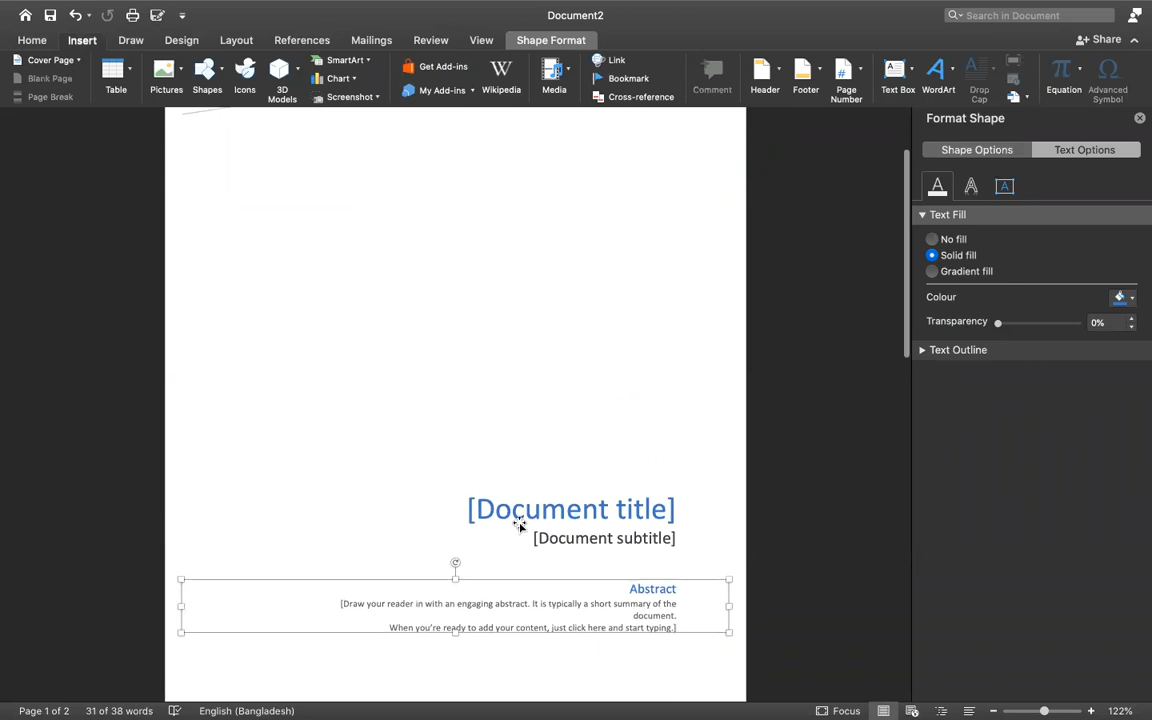 Document2
Search in Document
Home
Insert
Draw
Design
Layout
References
Mailings
Review
View
Shape Format
Share
Cover Page
Blank Page
Page Break
Table
Pictures
Shapes
Icons
3D
Models
SmartArt
Chart
Screenshot
Get Add-ins
My Add-ins
Wikipedia
Media
Link
Bookmark
Cross-reference
Comment
Header
Footer
Page
Number
Text Box
WordArt
Drop
Cap
Equation
Advanced
Symbol
Format Shape
Shape Options
Text Options
Text Fill
No fill
Solid fill
Gradient fill
Colour
Transparency
0%
Text Outline
[Document title]
[Document subtitle]
Abstract
[Draw your reader in with an engaging abstract. It is typically a short summary of the
document.
When you're ready to add your content, just click here and start typing.]
Page 1 of 2
31 of 38 words
English (Bangladesh)
Focus
122%